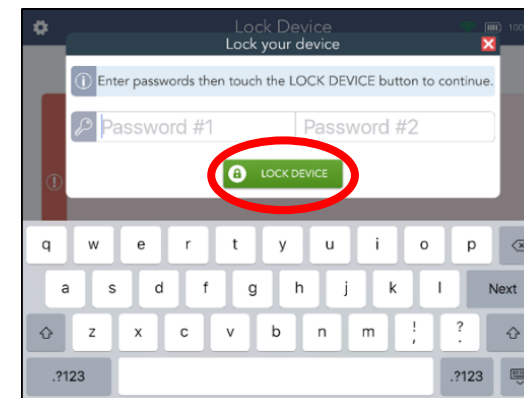 Lock Device
100
Lock your device
Enter passwords then touch the LOCK DEVICE button to continue.
Password #1 Password #2
LOCK DEVICE
q w e r t y u i o p
a s d f g h j k l Next
z x c v b n m ! , ? .
.?123 .?123